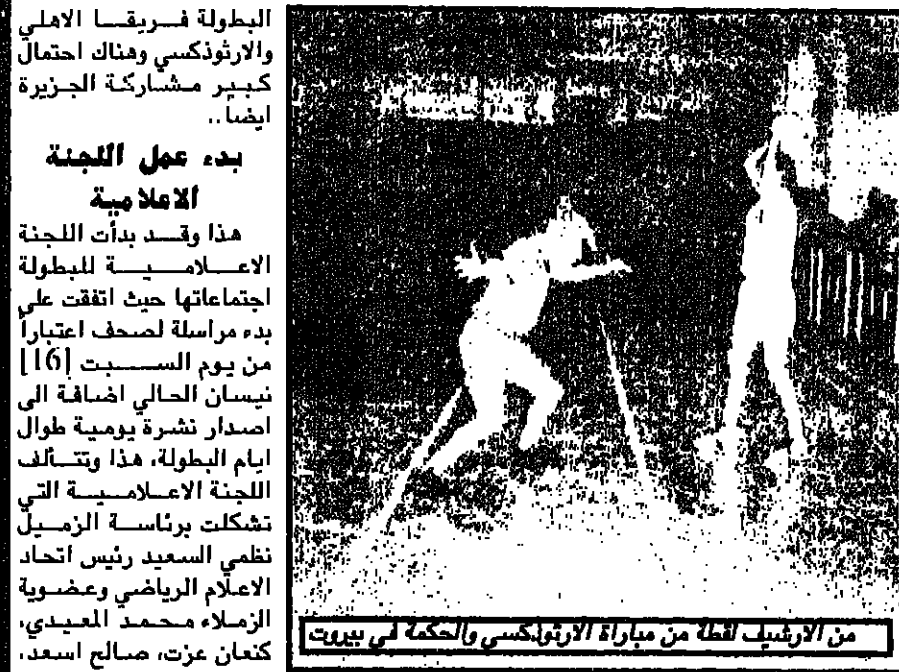 البطولة فريقا الاهلي
والارثوذكسي وهناك احتمال
كبير مشاركة الجزيرة
ايضا..
بدء عمل اللجنة
الاعلامية
هذا وقد بدأت اللجنة
الاعلامية للبطولة
اجتماعاتها حيث اتفقت على
بدء مراسلة لصحف اعتباراً
من يوم السبت [16]
نيسان الحالي اضافة الى
اصدار نشرة يومية طوال
ايام البطولة، هذا وتتألف
اللجنة الاعلامية التي
تشكلت برئاسة الزميل
نظمي السعيد رئيس اتحاد
الاعلام الرياضي وعضوية
الزملاء محمد المعيدي،
كنعان عزت، صالح اسعد،
من الارشيف لقطة من مباراة الارثوذكسي والحكمة في بيروت